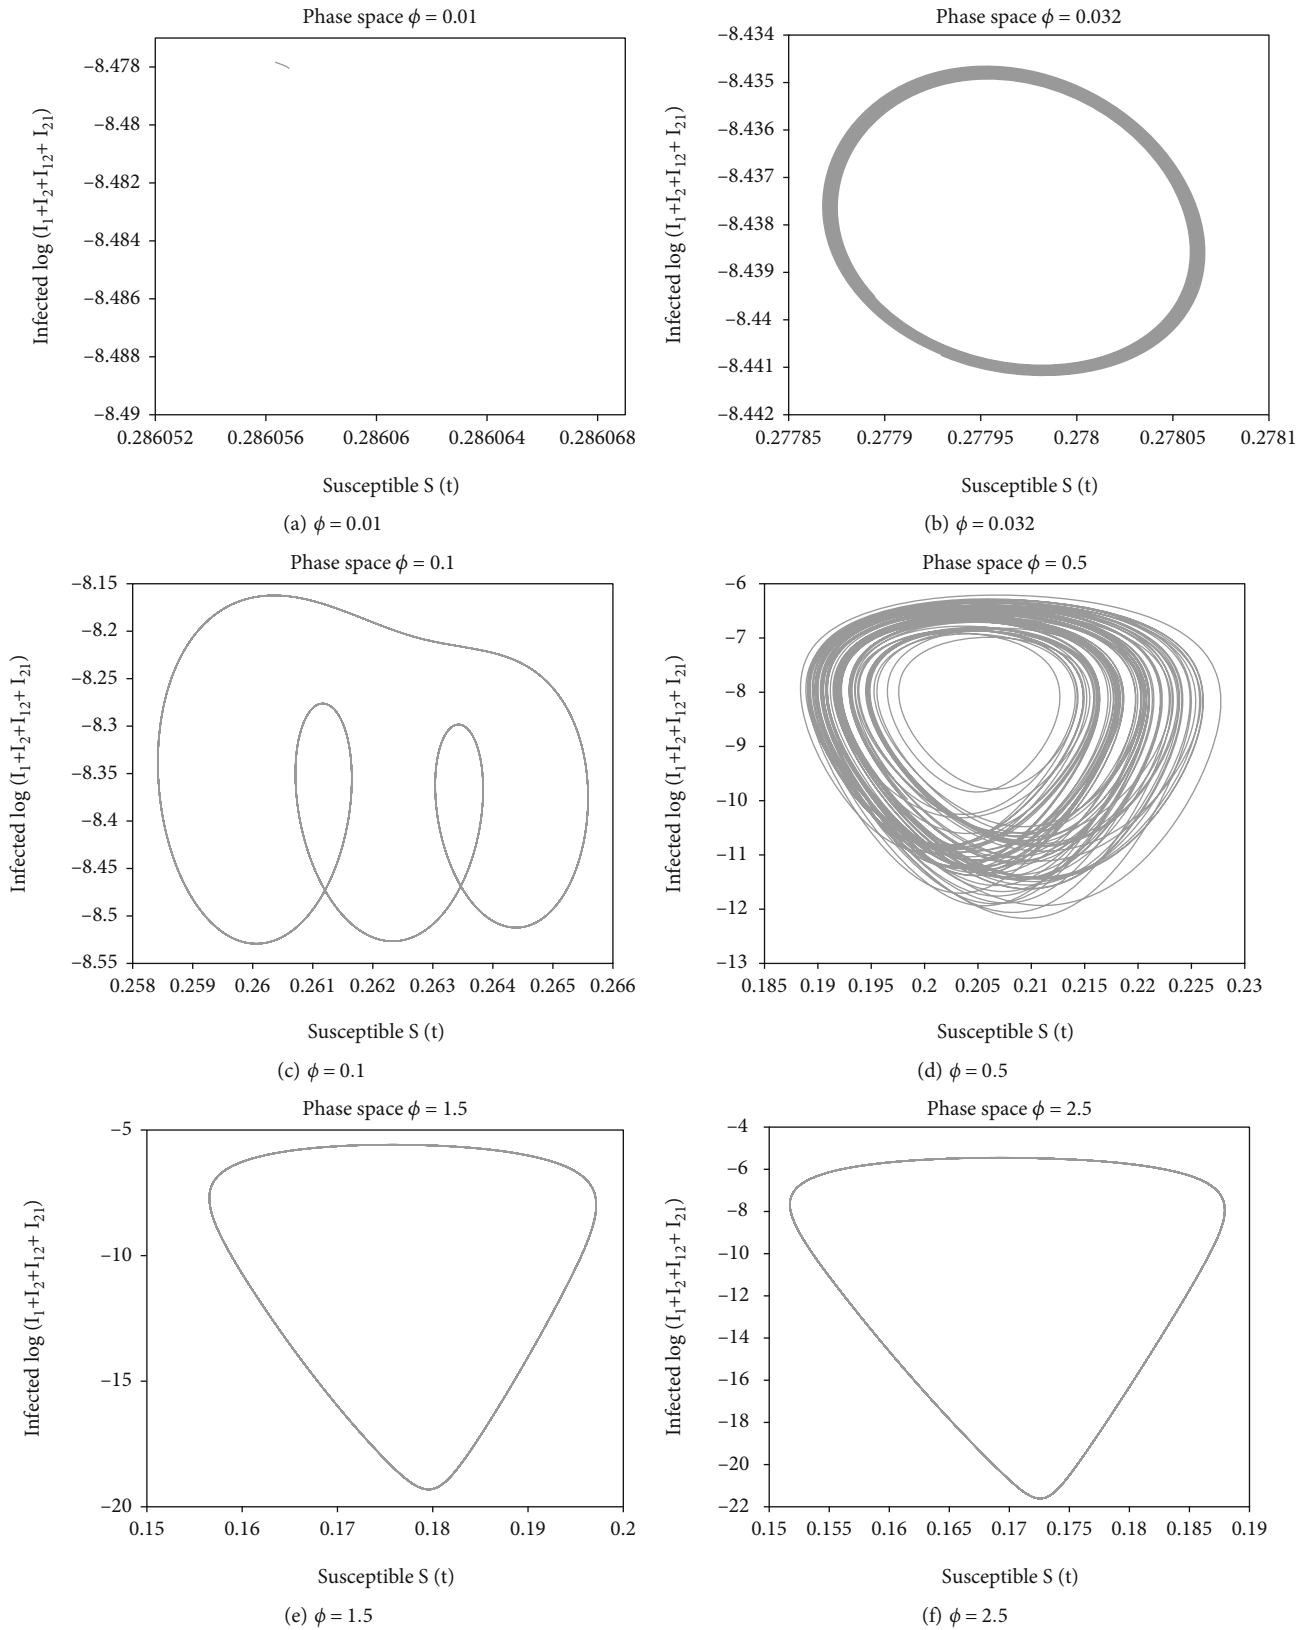 Phase space ϕ = 0.01
Infected log (I₁+I₂+I₁₂+ I₂₁)
−8.478
−8.48
−8.482
−8.484
−8.486
−8.488
−8.49
0.286052 0.286056 0.28606 0.286064 0.286068
Susceptible S (t)
(a) ϕ = 0.01
Phase space ϕ = 0.032
Infected log (I₁+I₂+I₁₂+ I₂₁)
−8.434
−8.435
−8.436
−8.437
−8.438
−8.439
−8.44
−8.441
−8.442
0.27785 0.2779 0.27795 0.278 0.27805 0.2781
Susceptible S (t)
(b) ϕ = 0.032
Phase space ϕ = 0.1
Infected log (I₁+I₂+I₁₂+ I₂₁)
−8.15
−8.2
−8.25
−8.3
−8.35
−8.4
−8.45
−8.5
−8.55
0.258 0.259 0.26 0.261 0.262 0.263 0.264 0.265 0.266
Susceptible S (t)
(c) ϕ = 0.1
Phase space ϕ = 0.5
Infected log (I₁+I₂+I₁₂+ I₂₁)
−6
−7
−8
−9
−10
−11
−12
−13
0.185 0.19 0.195 0.2 0.205 0.21 0.215 0.22 0.225 0.23
Susceptible S (t)
(d) ϕ = 0.5
Phase space ϕ = 1.5
Infected log (I₁+I₂+I₁₂+ I₂₁)
−5
−10
−15
−20
0.15 0.16 0.17 0.18 0.19 0.2
Susceptible S (t)
(e) ϕ = 1.5
Phase space ϕ = 2.5
Infected log (I₁+I₂+I₁₂+ I₂₁)
−4
−6
−8
−10
−12
−14
−16
−18
−20
−22
0.15 0.155 0.16 0.165 0.17 0.175 0.18 0.185 0.19
Susceptible S (t)
(f) ϕ = 2.5